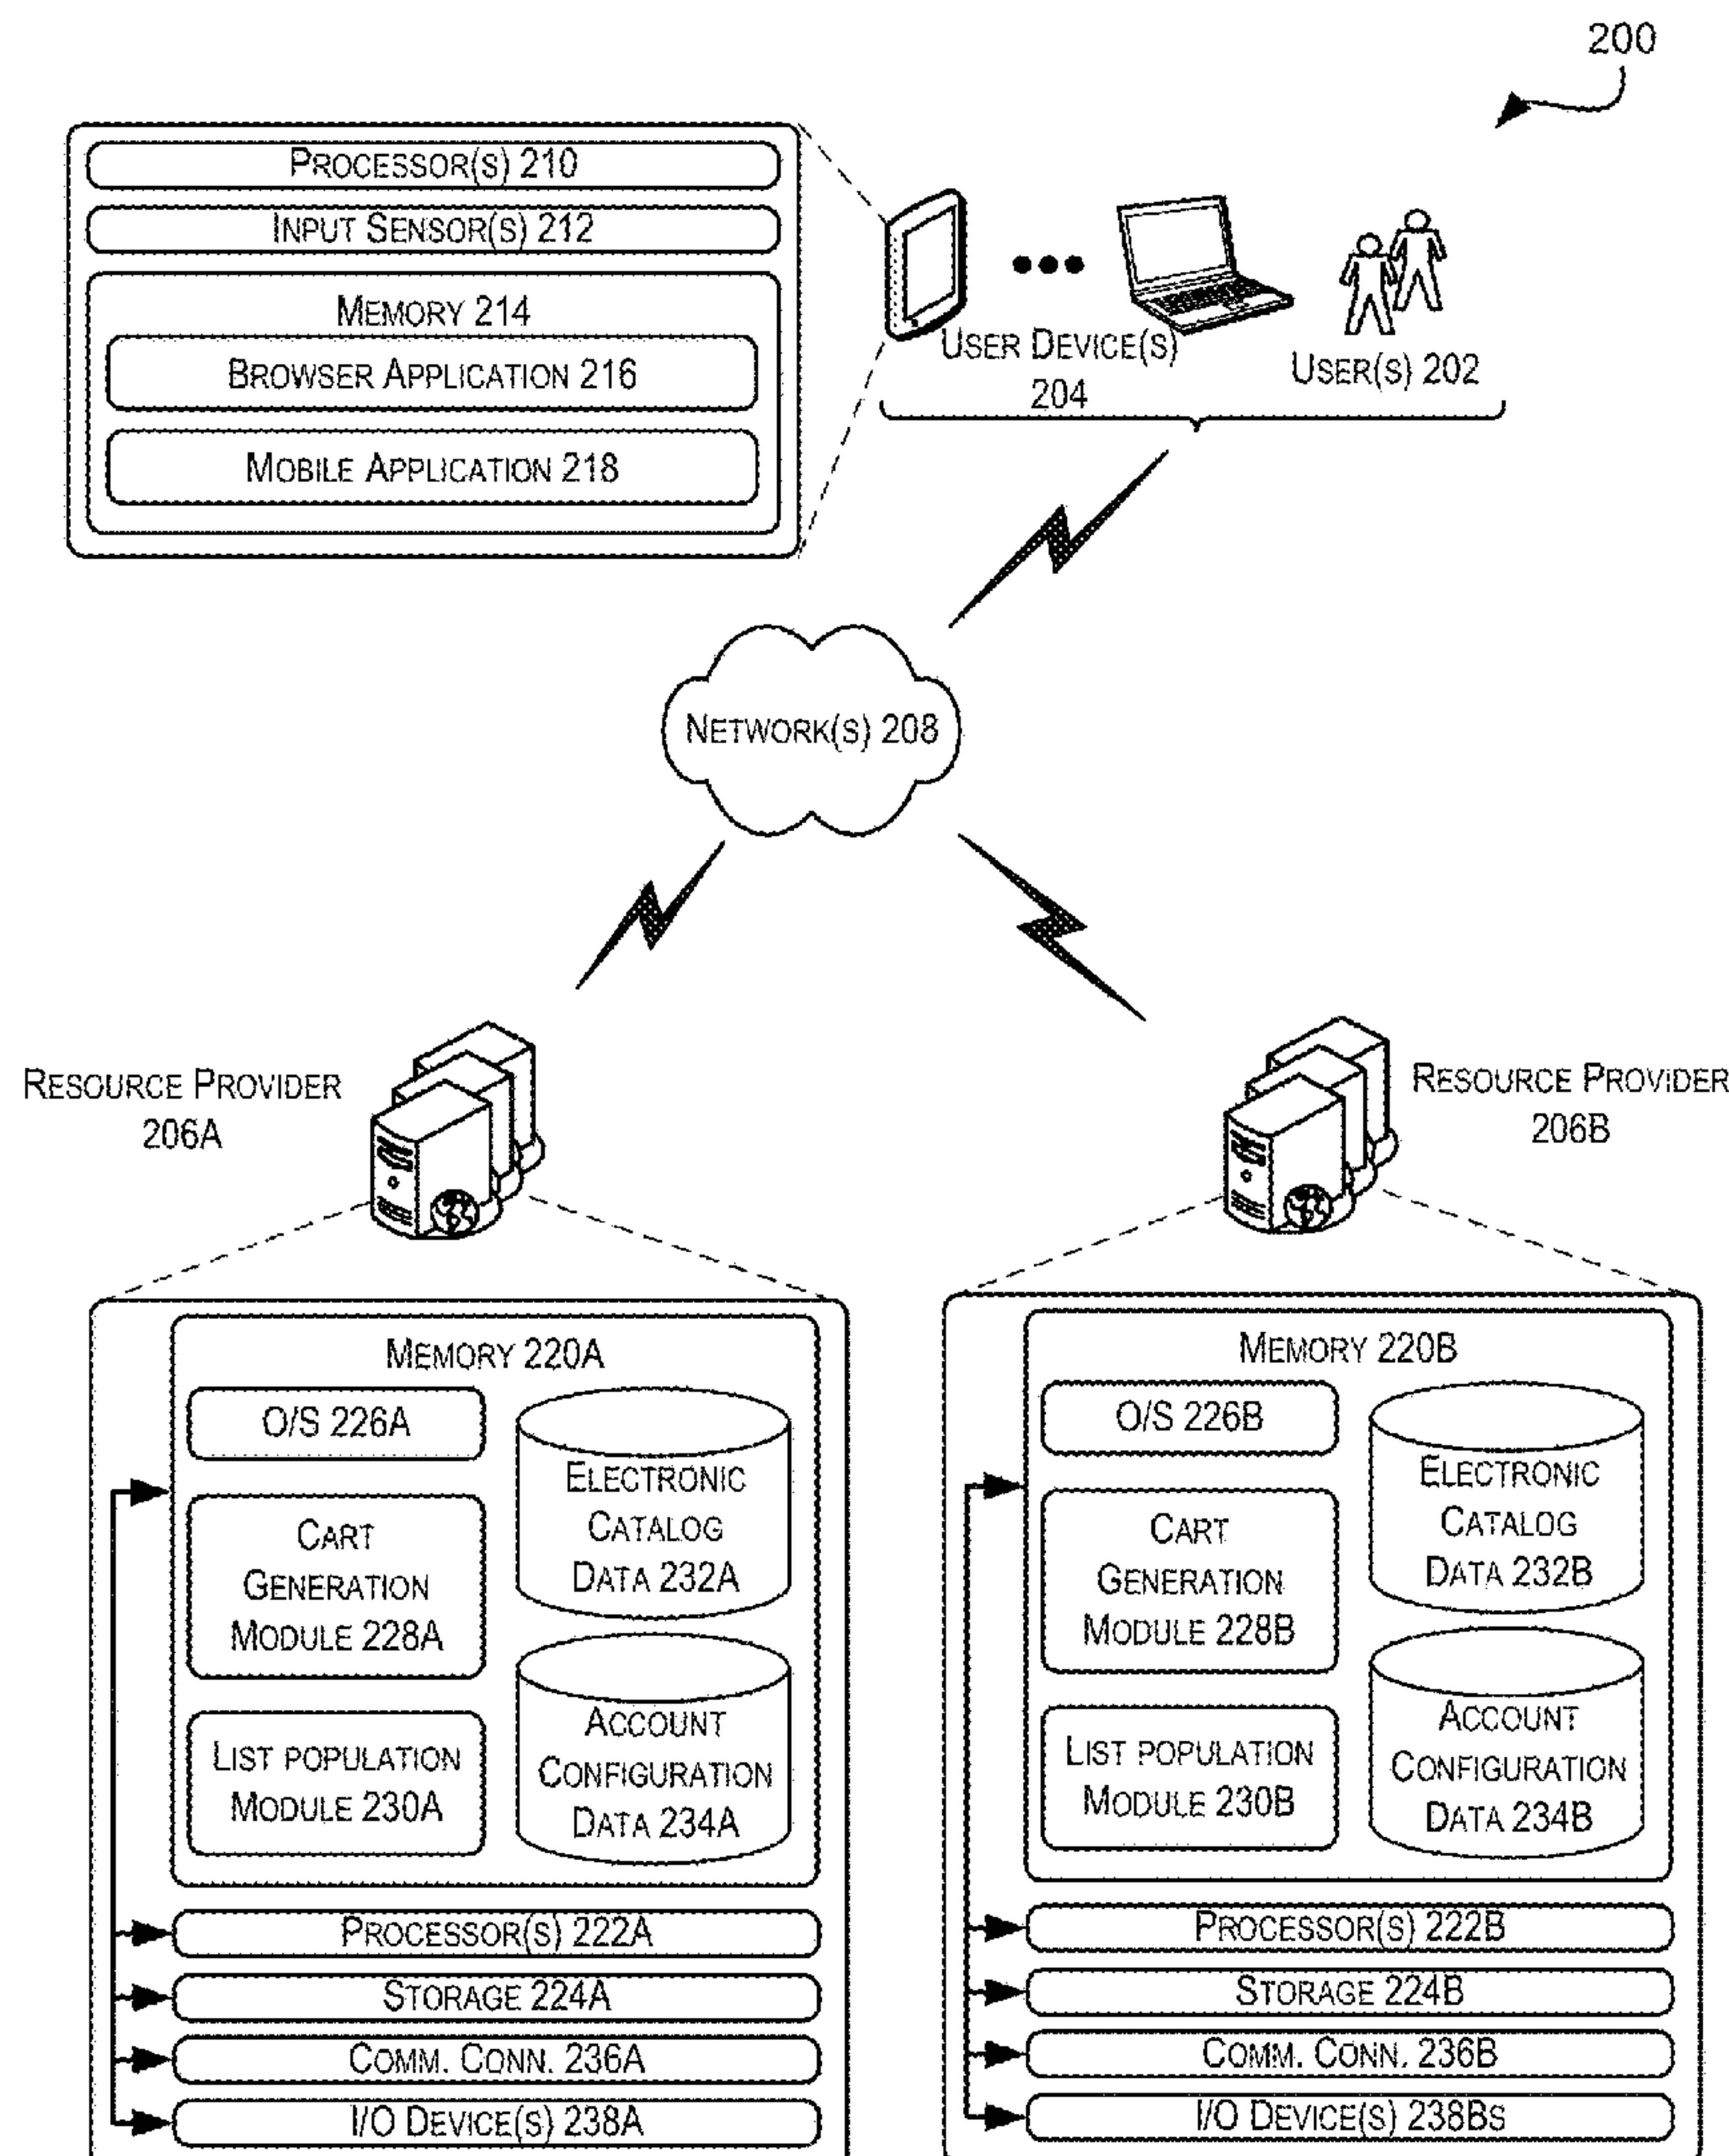 200
PROCESSOR(S) 210
INPUT SENSOR(S) 212
MEMORY 214
BROWSER APPLICATION 216
MOBILE APPLICATION 218
USER DEVICE(S)
204
USER(S) 202
NETWORK(S) 208
RESOURCE PROVIDER
206A
RESOURCE PROVIDER
206B
MEMORY 220A
O/S 226A
CART
GENERATION
MODULE 228A
LIST POPULATION
MODULE 230A
ELECTRONIC
CATALOG
DATA 232A
ACCOUNT
CONFIGURATION
DATA 234A
PROCESSOR(S) 222A
STORAGE 224A
COMM. CONN. 236A
I/O DEVICE(S) 238A
MEMORY 220B
O/S 226B
CART
GENERATION
MODULE 228B
LIST POPULATION
MODULE 230B
ELECTRONIC
CATALOG
DATA 232B
ACCOUNT
CONFIGURATION
DATA 234B
PROCESSOR(S) 222B
STORAGE 224B
COMM. CONN. 236B
I/O DEVICE(S) 238BS